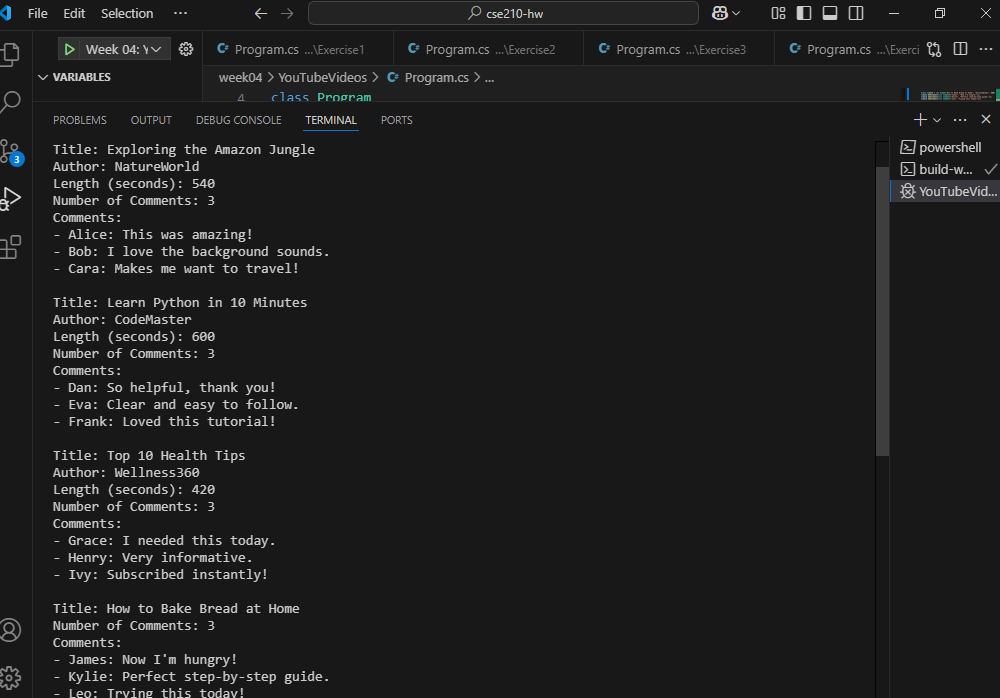 File Edit Selection ··· cse210-hw
Week 04: Program.cs ...\Exercise1 Program.cs ...\Exercise2 Program.cs ...\Exercise3 Program.cs ...\Exerci
VARIABLES
week04 > YouTubeVideos > Program.cs > ...
4 class Program
PROBLEMS OUTPUT DEBUG CONSOLE TERMINAL PORTS
3
powershell
build-w...
YouTubeVid...
Title: Exploring the Amazon Jungle
Author: NatureWorld
Length (seconds): 540
Number of Comments: 3
Comments:
- Alice: This was amazing!
- Bob: I love the background sounds.
- Cara: Makes me want to travel!
Title: Learn Python in 10 Minutes
Author: CodeMaster
Length (seconds): 600
Number of Comments: 3
Comments:
- Dan: So helpful, thank you!
- Eva: Clear and easy to follow.
- Frank: Loved this tutorial!
Title: Top 10 Health Tips
Author: Wellness360
Length (seconds): 420
Number of Comments: 3
Comments:
- Grace: I needed this today.
- Henry: Very informative.
- Ivy: Subscribed instantly!
Title: How to Bake Bread at Home
Number of Comments: 3
Comments:
- James: Now I'm hungry!
- Kylie: Perfect step-by-step guide.
- Leo: Trying this today!